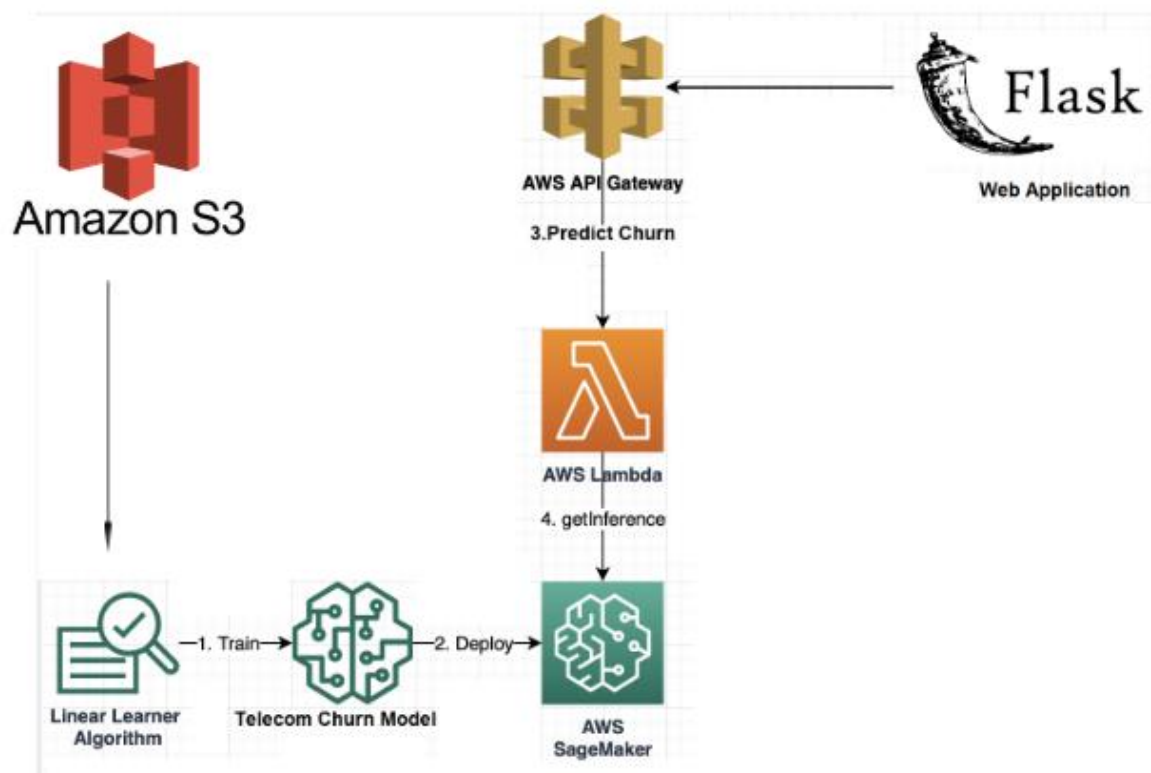 Amazon S3
Flask
AWS API Gateway
Web Application
3.Predict Churn
AWS Lambda
4. getInference
1. Train
2. Deploy
Linear Learner
Algorithm
Telecom Churn Model
AWS
SageMaker